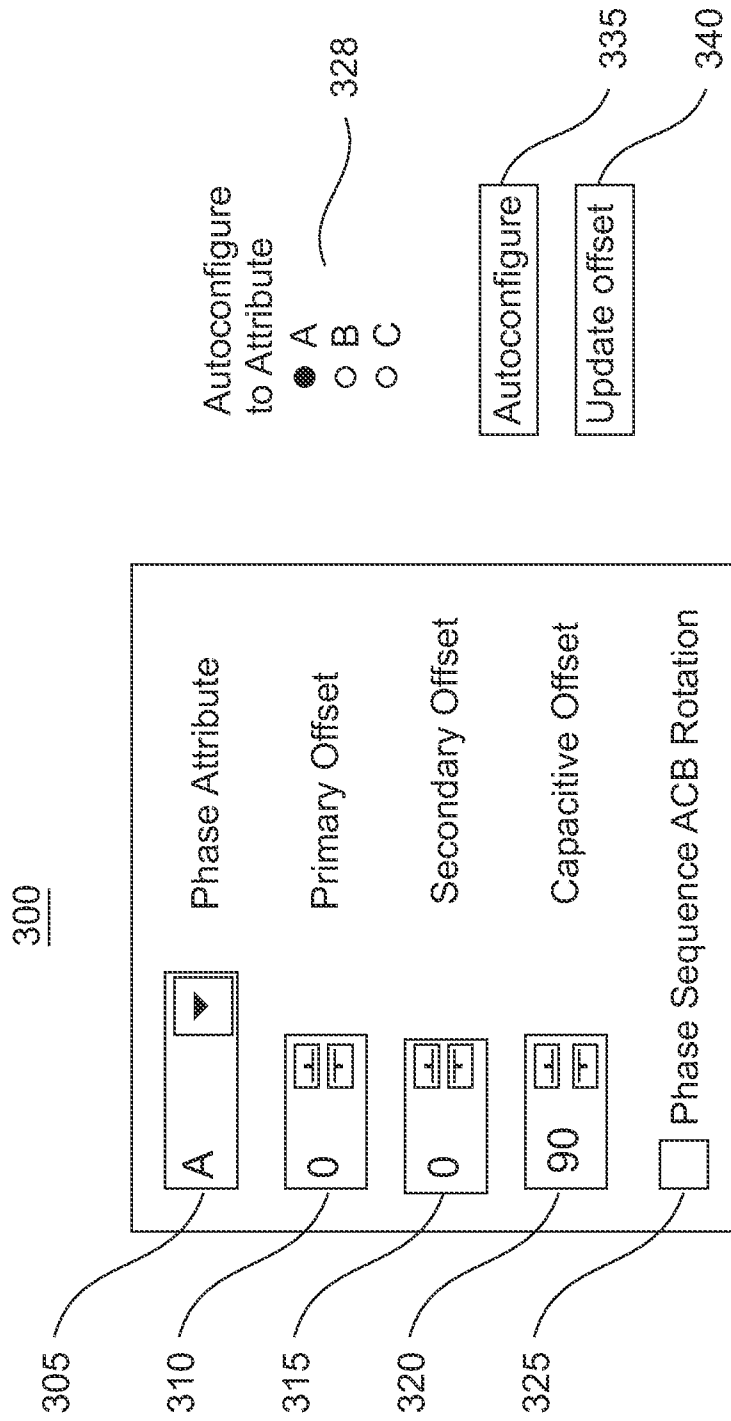 300
305
A
Phase Attribute
310
0
Primary Offset
315
0
Secondary Offset
320
90
Capacitive Offset
325
Phase Sequence ACB Rotation
Autoconfigure
to Attribute
A
B
C
328
Autoconfigure
335
Update offset
340